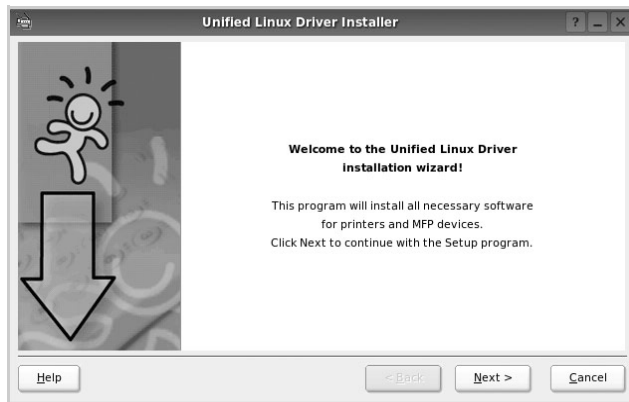 Unified Linux Driver Installer
? _ ×
Welcome to the Unified Linux Driver
installation wizard!
This program will install all necessary software
for printers and MFP devices.
Click Next to continue with the Setup program.
Help
< Back
Next >
Cancel